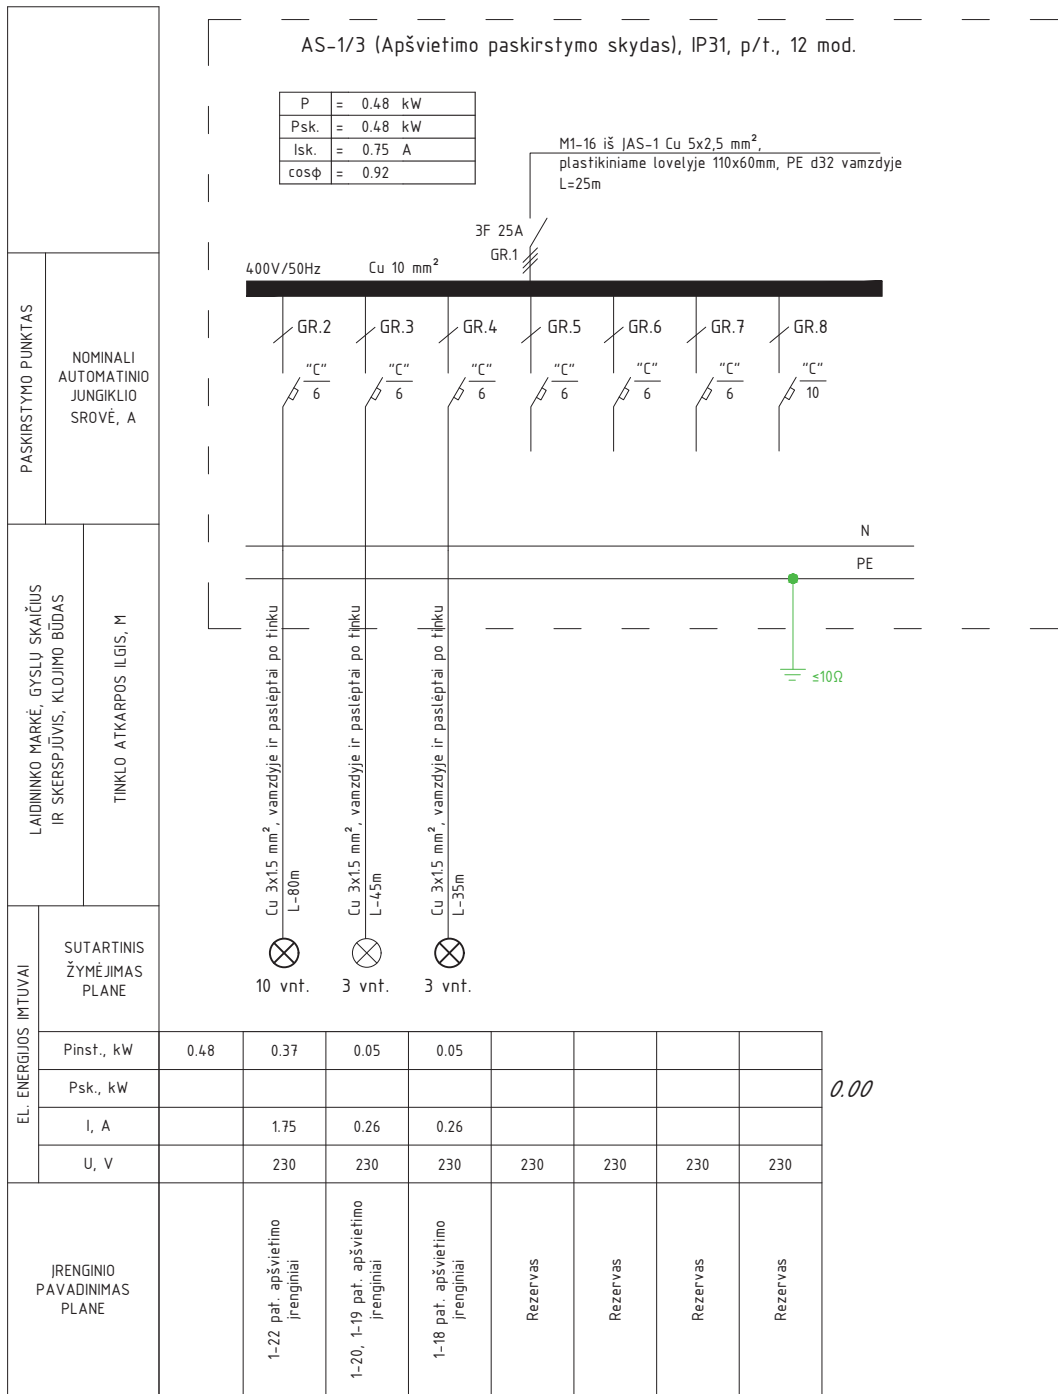 AS-1/3 (Apšvietimo paskirstymo skydas), IP31, p/t., 12 mod.
P = 0.48 kW
Psk. = 0.48 kW
Isk. = 0.75 A
cosφ = 0.92
M1-16 iš ĮAS-1 Cu 5x2,5 mm²,
plastikiniame lovelyje 110x60mm, PE d32 vamzdyje
L=25m
3F 25A
GR.1
400V/50Hz
Cu 10 mm²
GR.2
GR.3
GR.4
GR.5
GR.6
GR.7
GR.8
"C"
6
"C"
6
"C"
6
"C"
6
"C"
6
"C"
6
"C"
10
N
PE
≤10Ω
PASKIRSTYMO PUNKTAS
NOMINALI
AUTOMATINIO
JUNGIKLIO
SROVĖ, A
LAIDININKO MARKĖ, GYSLŲ SKAIČIUS
IR SKERSPJŪVIS, KLOJIMO BŪDAS
TINKLO ATKARPOS ILGIS, M
Cu 3x1.5 mm², vamzdyje ir paslėptai po tinku
L-80m
Cu 3x1.5 mm², vamzdyje ir paslėptai po tinku
L-45m
Cu 3x1.5 mm², vamzdyje ir paslėptai po tinku
L-35m
EL. ENERGIJOS IMTUVAI
SUTARTINIS
ŽYMĖJIMAS
PLANE
10 vnt.
3 vnt.
3 vnt.
Pinst., kW 0.48 0.37 0.05 0.05
Psk., kW
0.00
I, A 1.75 0.26 0.26
U, V 230 230 230 230 230 230 230
ĮRENGINIO
PAVADINIMAS
PLANE
1-22 pat. apšvietimo
įrenginiai
1-20, 1-19 pat. apšvietimo
įrenginiai
1-18 pat. apšvietimo
įrenginiai
Rezervas
Rezervas
Rezervas
Rezervas